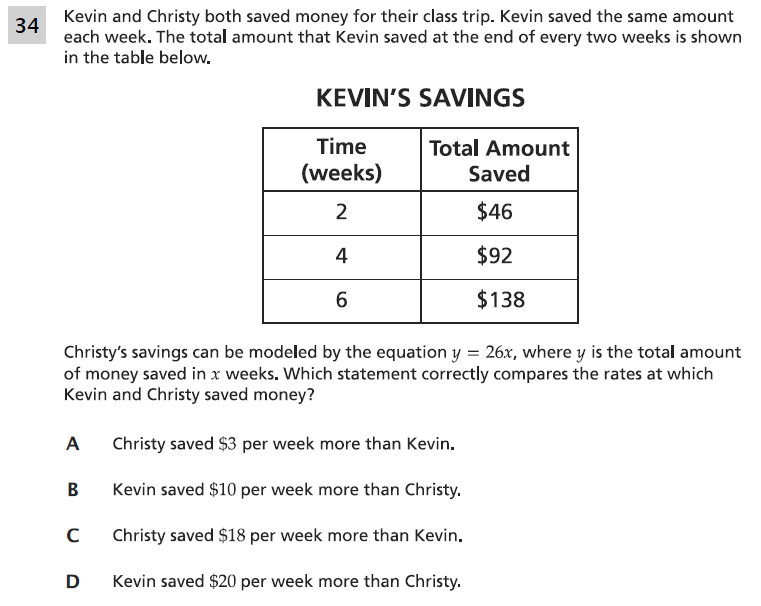 34
Kevin and Christy both saved money for their class trip. Kevin saved the same amount
each week. The total amount that Kevin saved at the end of every two weeks is shown
in the table below.
KEVIN'S SAVINGS
Time (weeks) Total Amount Saved
2 $46
4 $92
6 $138
Christy's savings can be modeled by the equation y = 26x, where y is the total amount
of money saved in x weeks. Which statement correctly compares the rates at which
Kevin and Christy saved money?
A Christy saved $3 per week more than Kevin.
B Kevin saved $10 per week more than Christy.
C Christy saved $18 per week more than Kevin.
D Kevin saved $20 per week more than Christy.